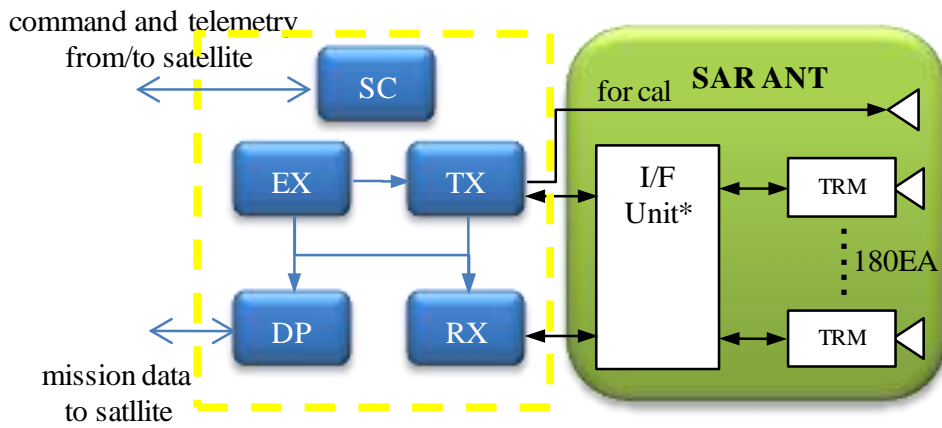 command and telemetry
from/to satellite
SC
for cal
SAR ANT
EX
TX
I/F
Unit*
TRM
180EA
DP
RX
TRM
mission data
to satllite